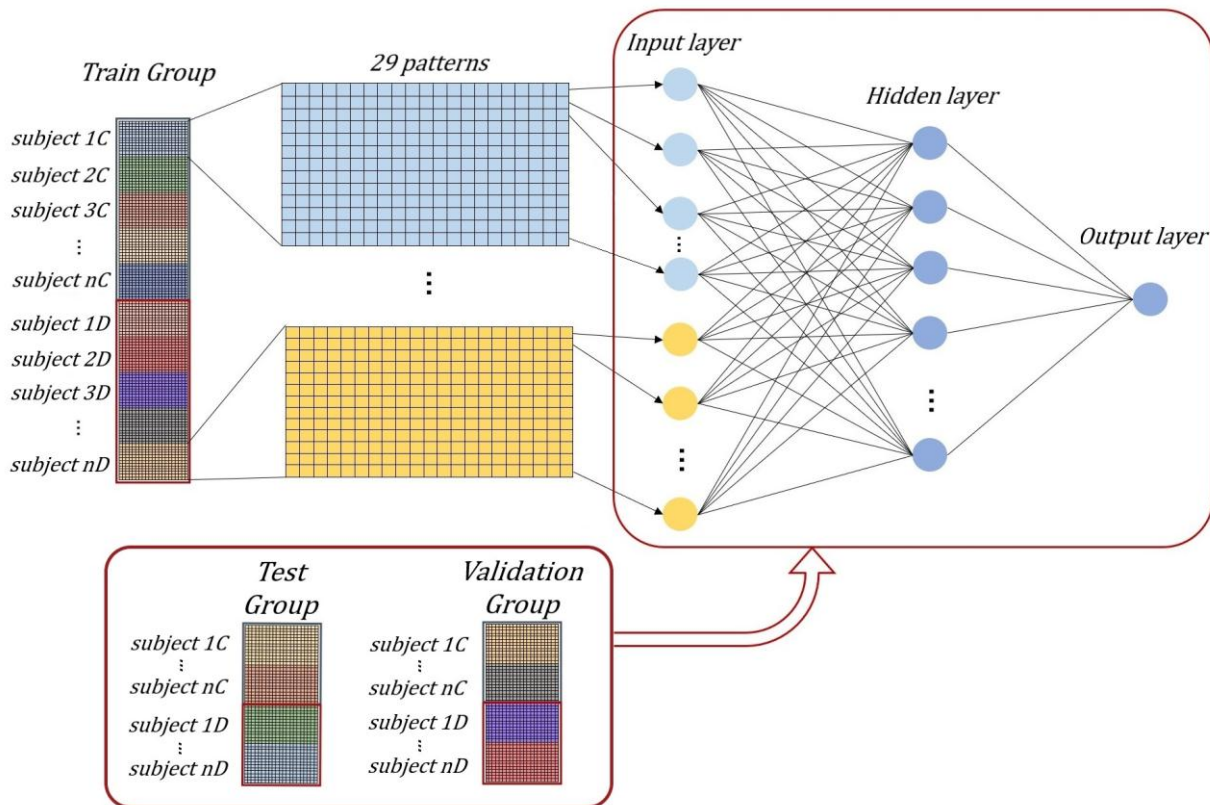 Train Group
subject 1C
subject 2C
subject 3C
...
subject nC
subject 1D
subject 2D
subject 3D
...
subject nD
29 patterns
...
Input layer
...
...
Hidden layer
...
Output layer
Test
Group
subject 1C
...
subject nC
subject 1D
...
subject nD
Validation
Group
subject 1C
...
subject nC
subject 1D
...
subject nD